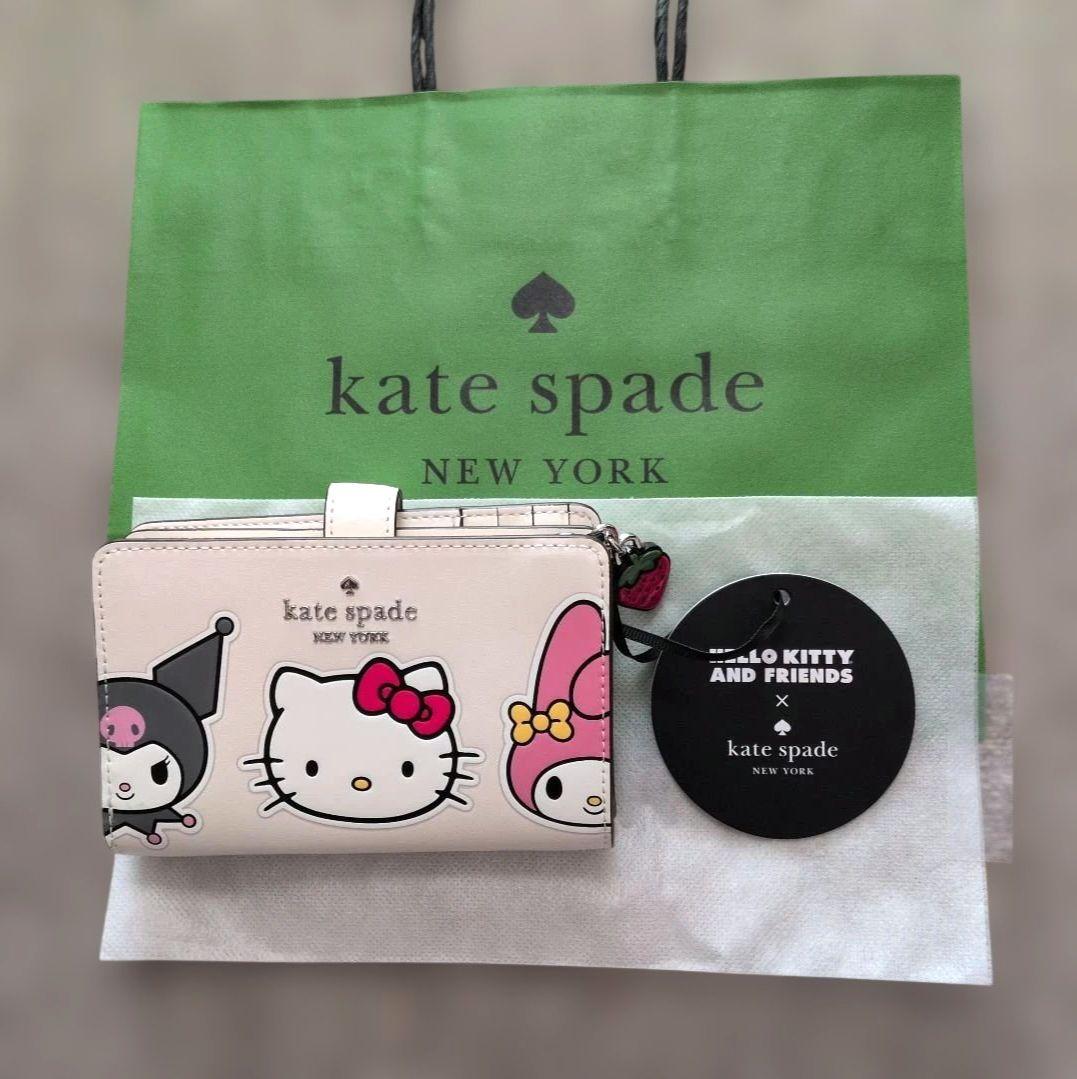 kate spade
NEW YORK
kate spade
NEW YORK
HELLO KITTY
AND FRIENDS
X
kate spade
NEW YORK